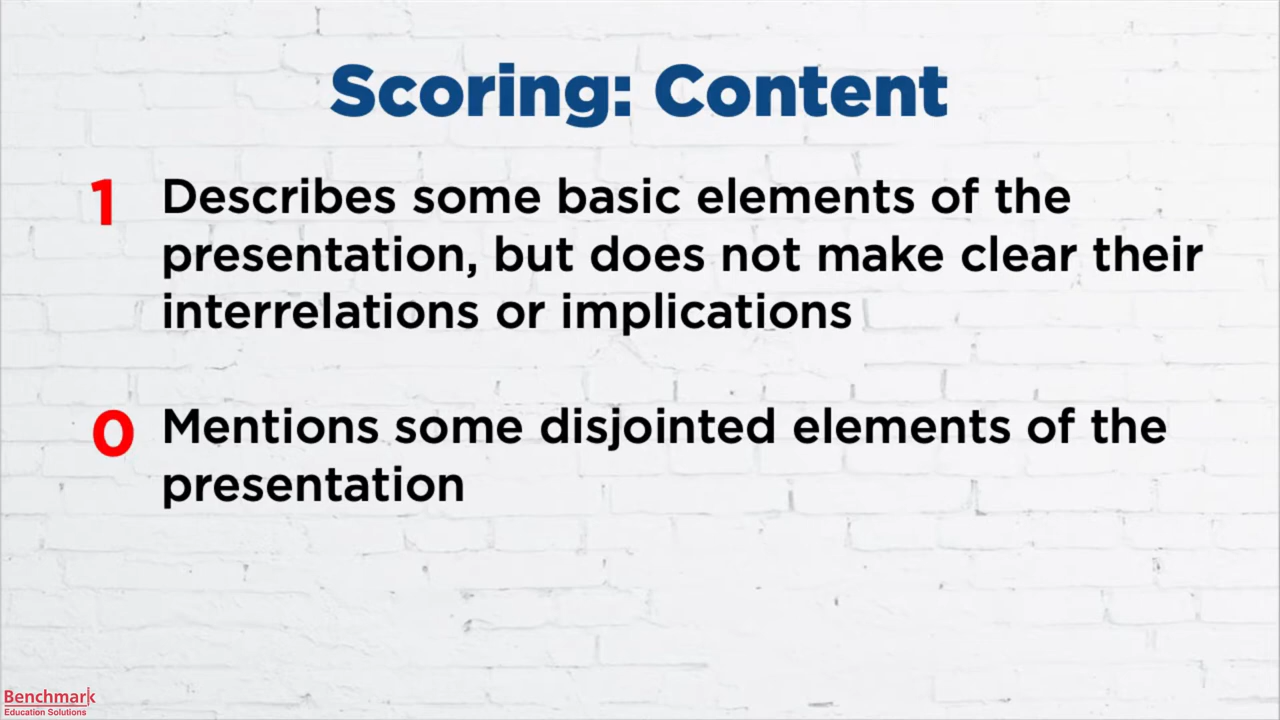 Scoring: Content
1 Describes some basic elements of the
presentation, but does not make clear their
interrelations or implications
0 Mentions some disjointed elements of the
presentation
Benchmark
Education Solutions